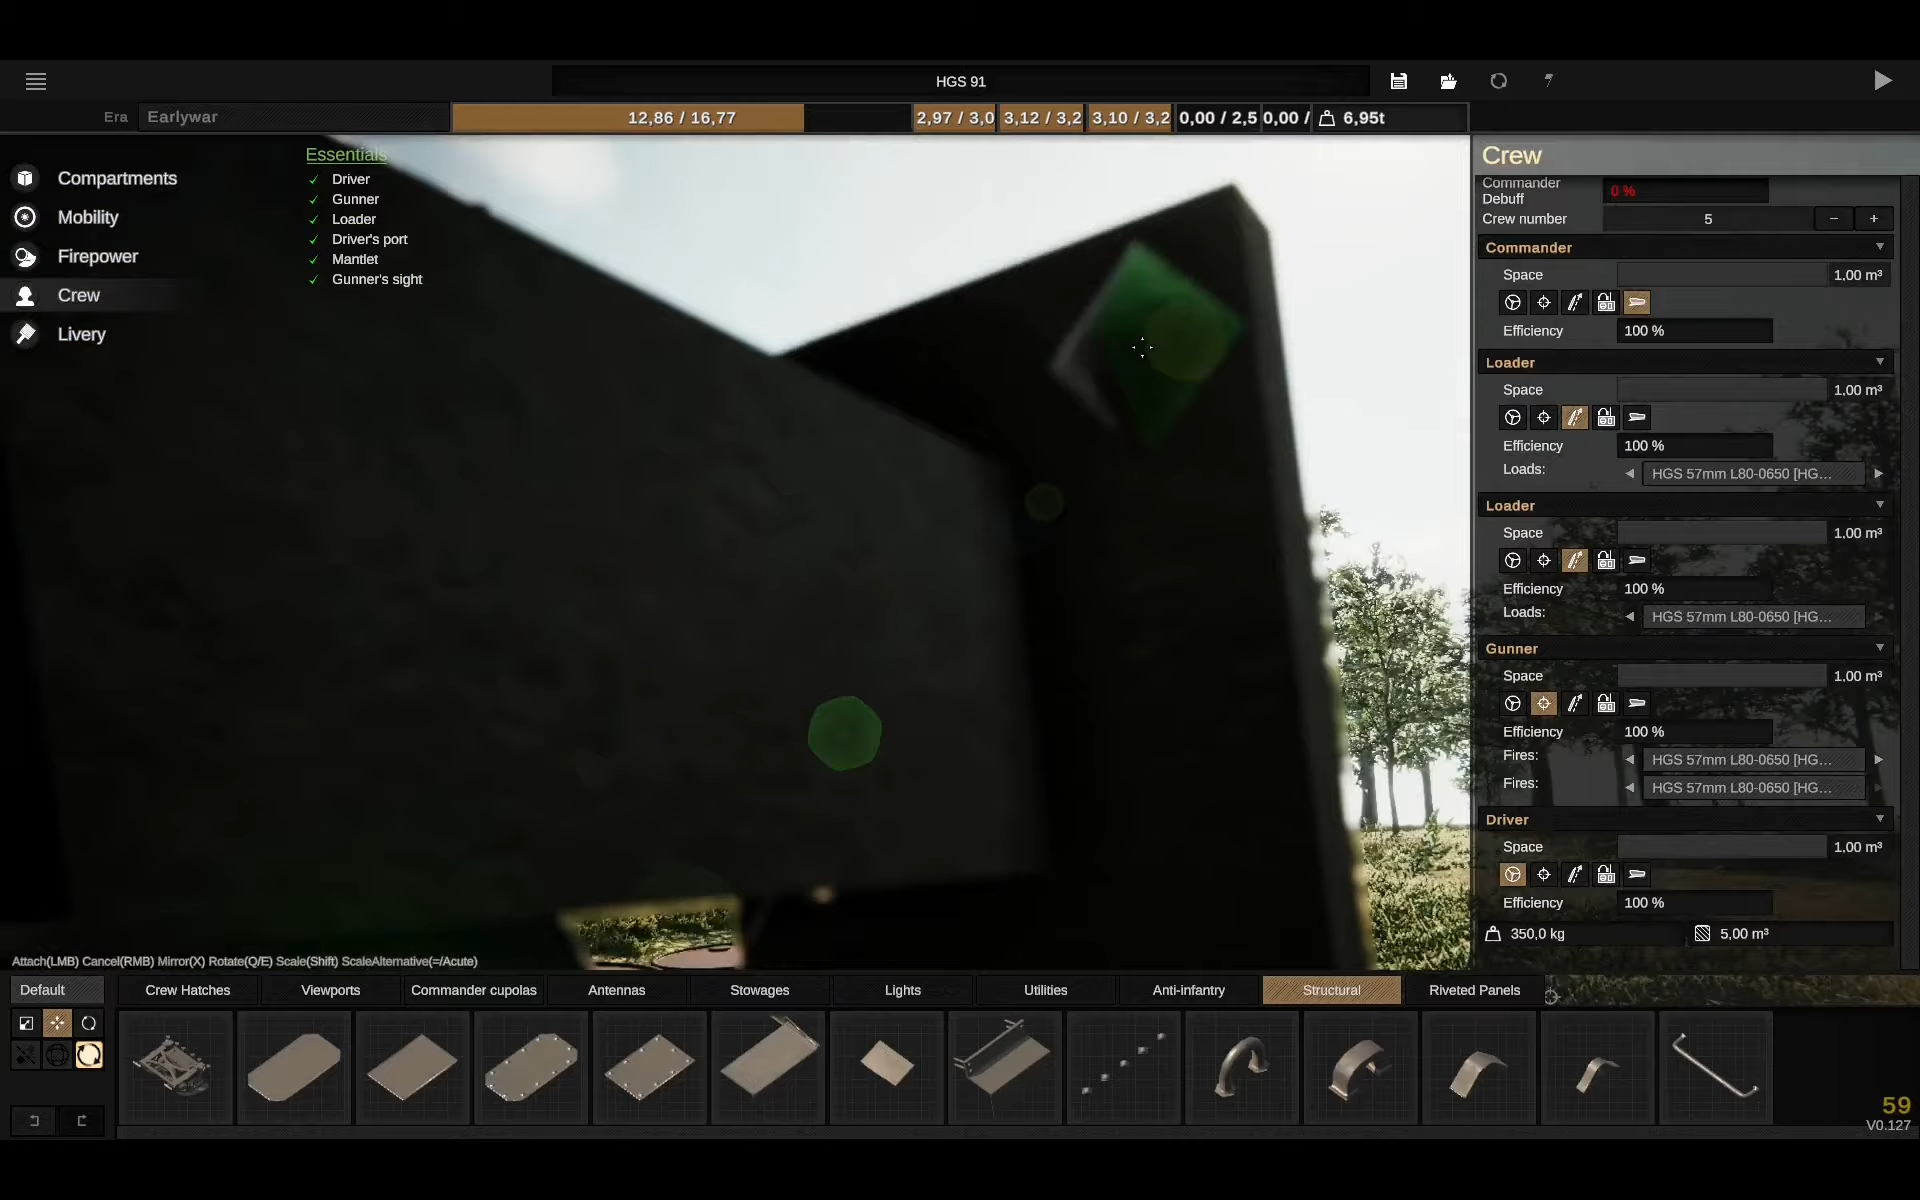 HGS 91
Era
Earlywar
12,86 / 16,77
2,97 / 3,0
3,12 / 3,2
3,10 / 3,2
0,00 / 2,5
0,00 /
6,95t
Compartments
Mobility
Firepower
Crew
Livery
Essentials
Driver
Gunner
Loader
Driver's port
Mantlet
Gunner's sight
Crew
Commander
Debuff
0 %
Crew number
5
Commander
Space
1,00 m³
Efficiency
100 %
Loader
Space
1,00 m³
Efficiency
100 %
Loads:
HGS 57mm L80-0650 [HG...
Loader
Space
1,00 m³
Efficiency
100 %
Loads:
HGS 57mm L80-0650 [HG...
Gunner
Space
1,00 m³
Efficiency
100 %
Fires:
HGS 57mm L80-0650 [HG...
Fires:
HGS 57mm L80-0650 [HG...
Driver
Space
1,00 m³
Efficiency
100 %
350,0 kg
5,00 m³
Attach(LMB) Cancel(RMB) Mirror(X) Rotate(Q/E) Scale(Shift) ScaleAlternative(=/Acute)
Default
Crew Hatches
Viewports
Commander cupolas
Antennas
Stowages
Lights
Utilities
Anti-infantry
Structural
Riveted Panels
59
V0.127